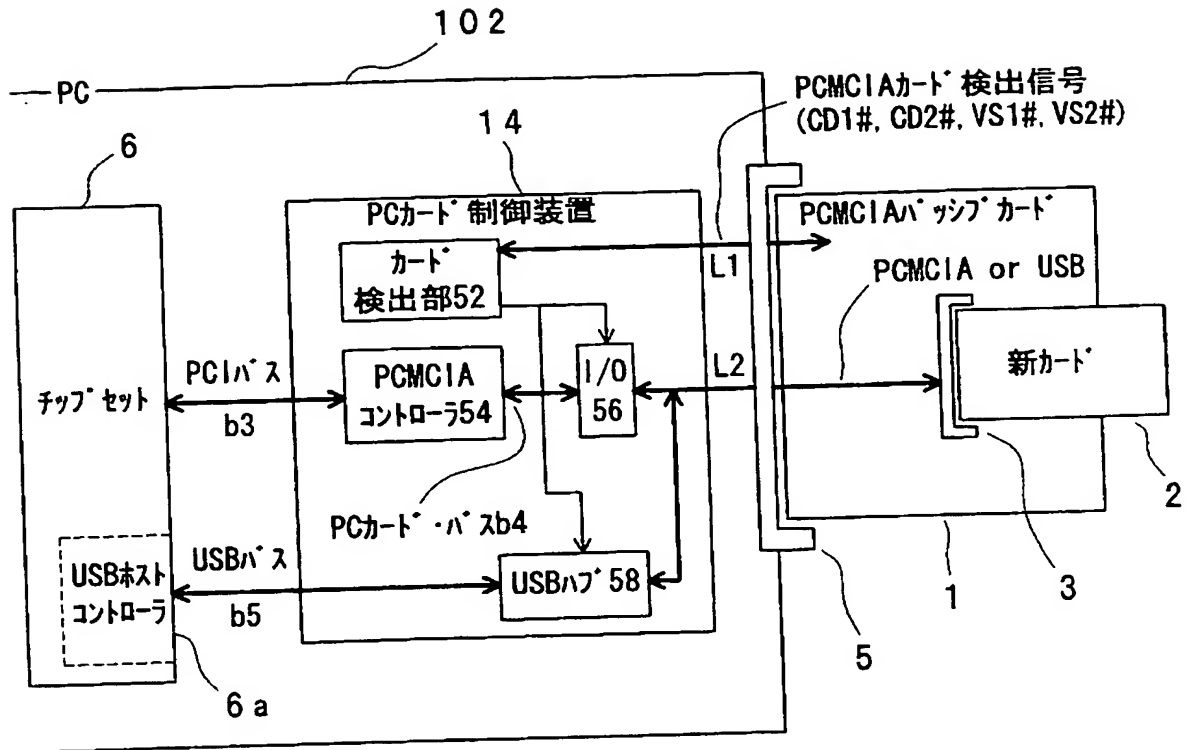 102
PC
PCMCIAカード検出信号
(CD1#, CD2#, VS1#, VS2#)
6
14
PCカード制御装置
PCMCIAパッシブカード
カード
検出部52
L1
PCMCIA or USB
PCIバス
b3
PCMCIA
コントローラ54
I/O
56
L2
新カード
チップセット
PCカード・バスb4
2
USBホスト
コントローラ
USBバス
b5
USBハブ58
1
3
5
6a